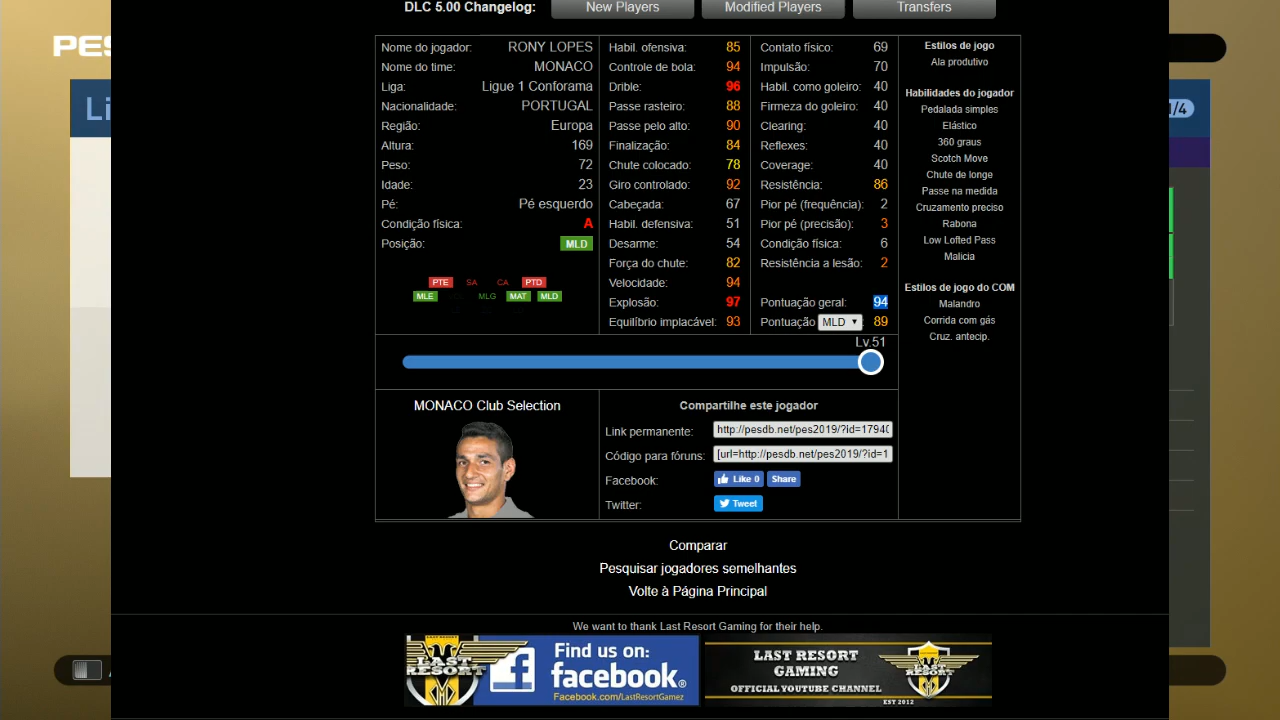 DLC 5.00 Changelog: New Players Modified Players Transfers
PES
Li
1/4
Nome do jogador: RONY LOPES
Nome do time: MONACO
Liga: Ligue 1 Conforama
Nacionalidade: PORTUGAL
Região: Europa
Altura: 169
Peso: 72
Idade: 23
Pé: Pé esquerdo
Condição física: A
Posição: MLD
PTE SA CA PTD
MLE MLG MAT MLD
Habil. ofensiva: 85
Controle de bola: 94
Drible: 96
Passe rasteiro: 88
Passe pelo alto: 90
Finalização: 84
Chute colocado: 78
Giro controlado: 92
Cabeçada: 67
Habil. defensiva: 51
Desarme: 54
Força do chute: 82
Velocidade: 94
Explosão: 97
Equilíbrio implacável: 93
Contato físico: 69
Impulsão: 70
Habil. como goleiro: 40
Firmeza do goleiro: 40
Clearing: 40
Reflexes: 40
Coverage: 40
Resistência: 86
Pior pé (frequência): 2
Pior pé (precisão): 3
Condição física: 6
Resistência a lesão: 2
Pontuação geral: 94
Pontuação MLD : 89
Estilos de jogo
Ala produtivo
Habilidades do jogador
Pedalada simples
Elástico
360 graus
Scotch Move
Chute de longe
Passe na medida
Cruzamento preciso
Rabona
Low Lofted Pass
Malicia
Estilos de jogo do COM
Malandro
Corrida com gás
Cruz. antecip.
Lv.51
MONACO Club Selection
Compartilhe este jogador
Link permanente: http://pesdb.net/pes2019/?id=1794
Código para fóruns: [url=http://pesdb.net/pes2019/?id=1
Facebook: Like 0 Share
Twitter: Tweet
Comparar
Pesquisar jogadores semelhantes
Volte à Página Principal
We want to thank Last Resort Gaming for their help.
LAST RESORT
Find us on:
facebook®
Facebook.com/LastResortGamez
LAST RESORT
GAMING
OFFICIAL YOUTUBE CHANNEL
LAST RESORT
EST 2012